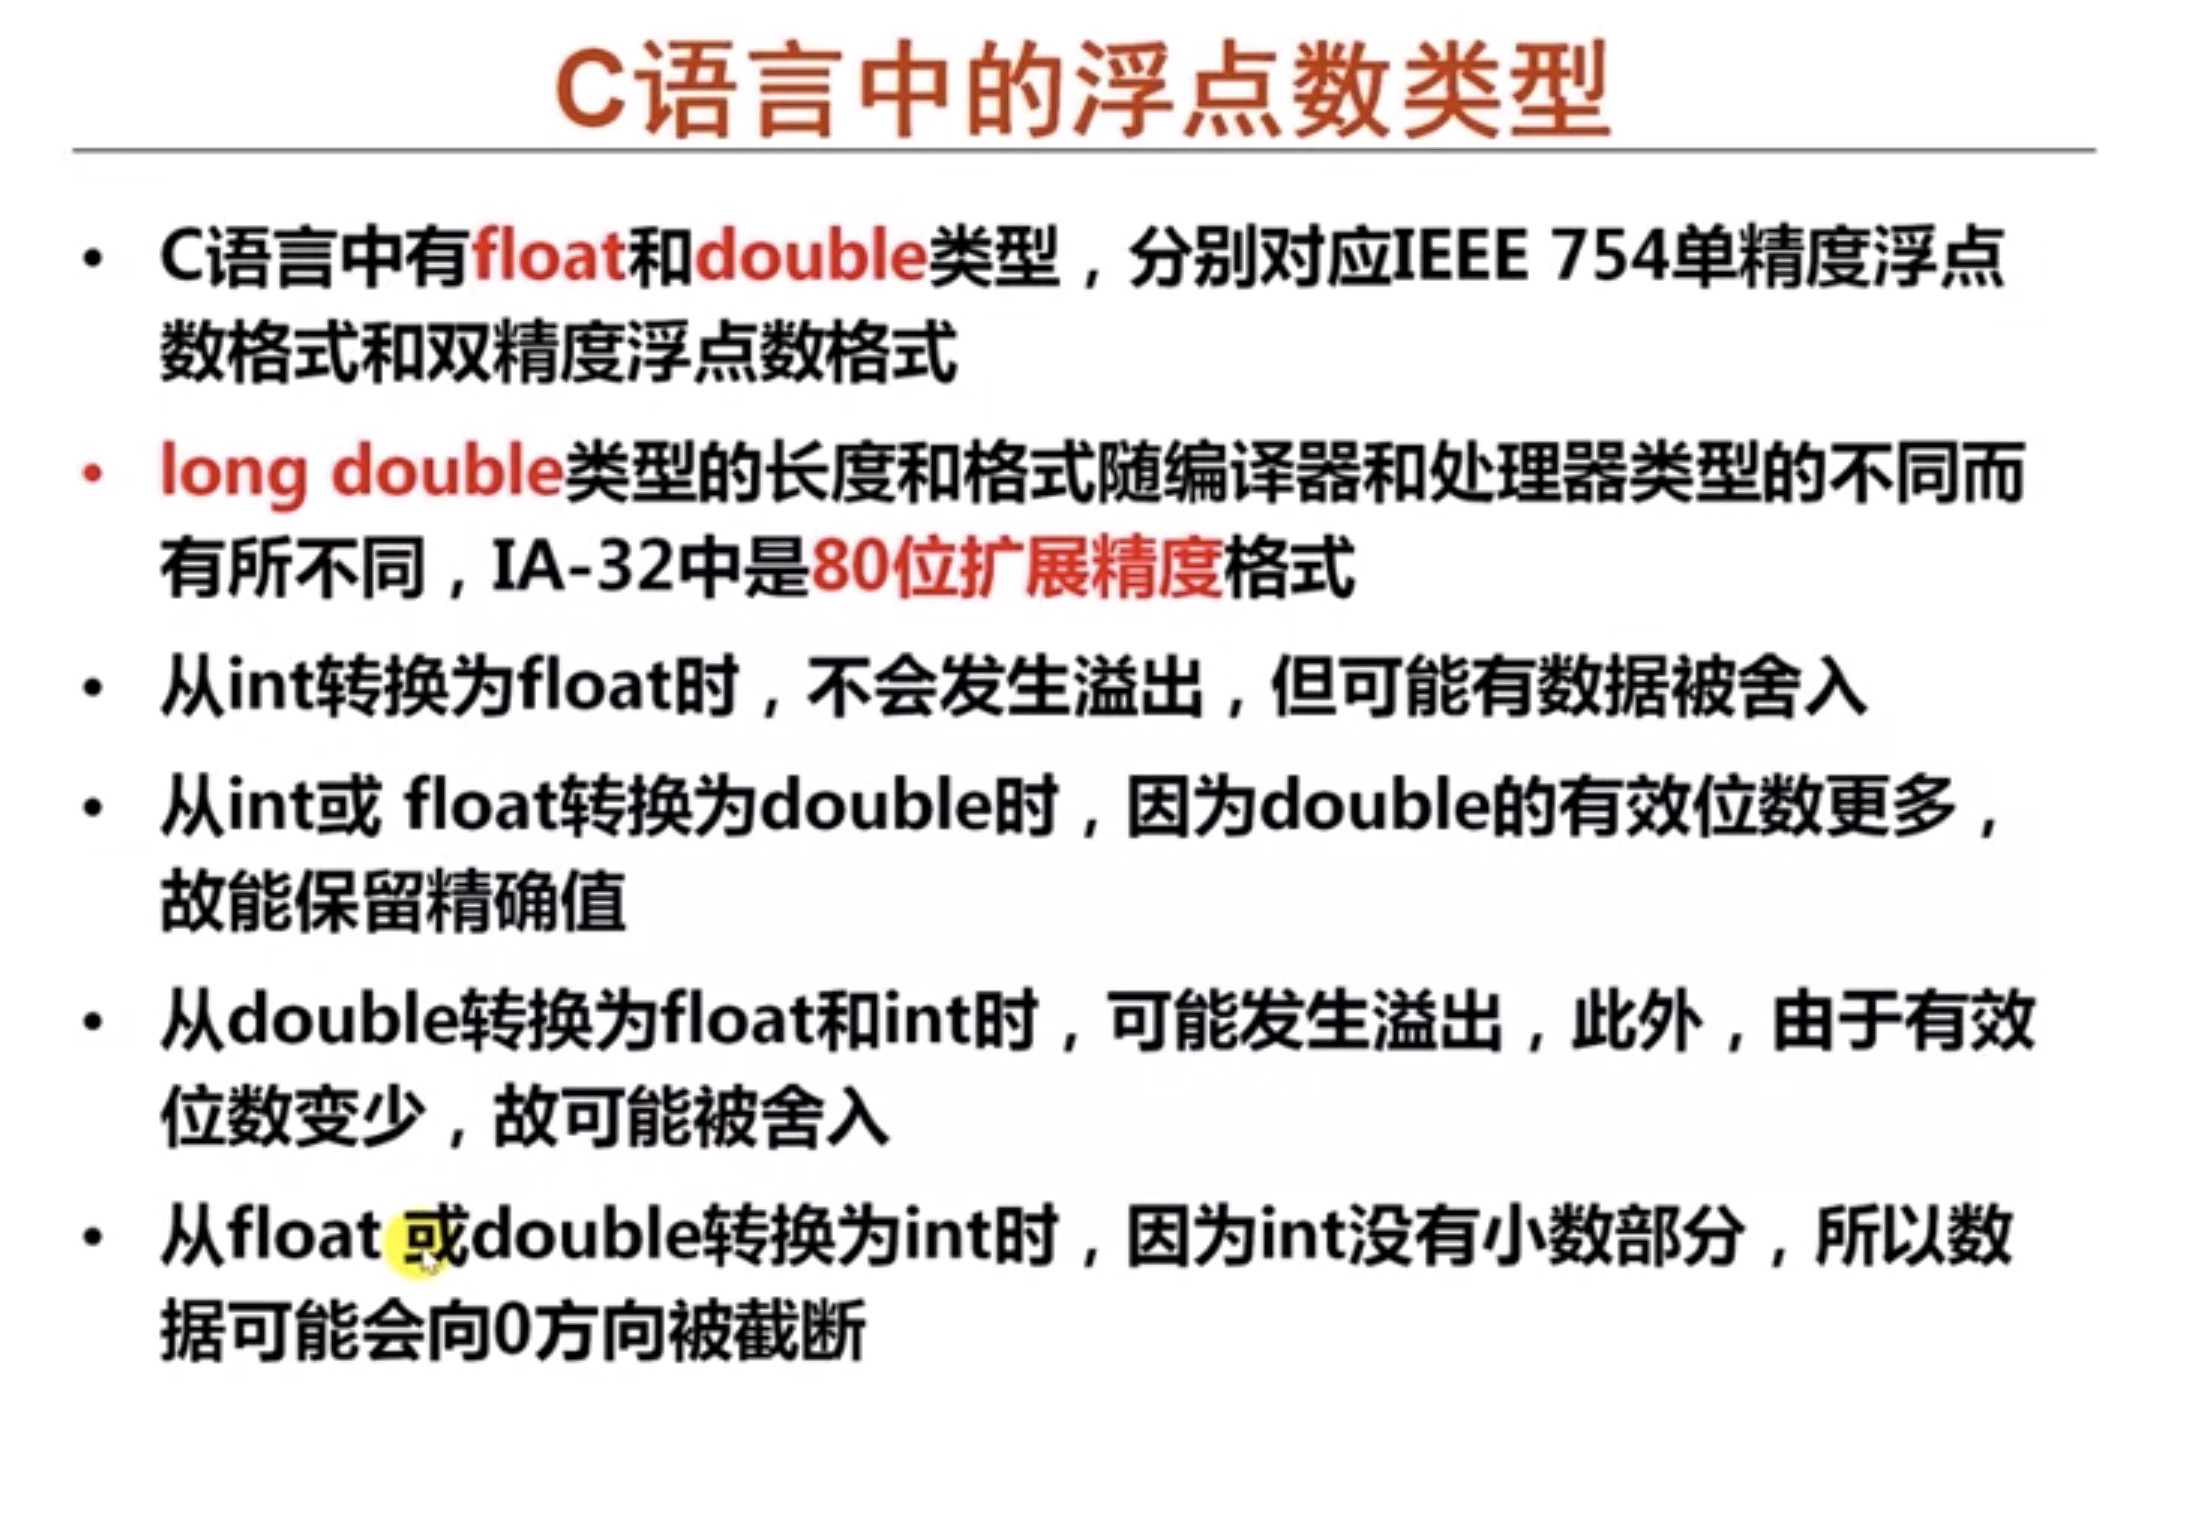 C语言中的浮点数类型
• C语言中有float和double类型，分别对应IEEE 754单精度浮点
数格式和双精度浮点数格式
• long double类型的长度和格式随编译器和处理器类型的不同而
有所不同，IA-32中是80位扩展精度格式
• 从int转换为float时，不会发生溢出，但可能有数据被舍入
• 从int或 float转换为double时，因为double的有效位数更多，
故能保留精确值
• 从double转换为float和int时，可能发生溢出，此外，由于有效
位数变少，故可能被舍入
• 从float 或double转换为int时，因为int没有小数部分，所以数
据可能会向0方向被截断